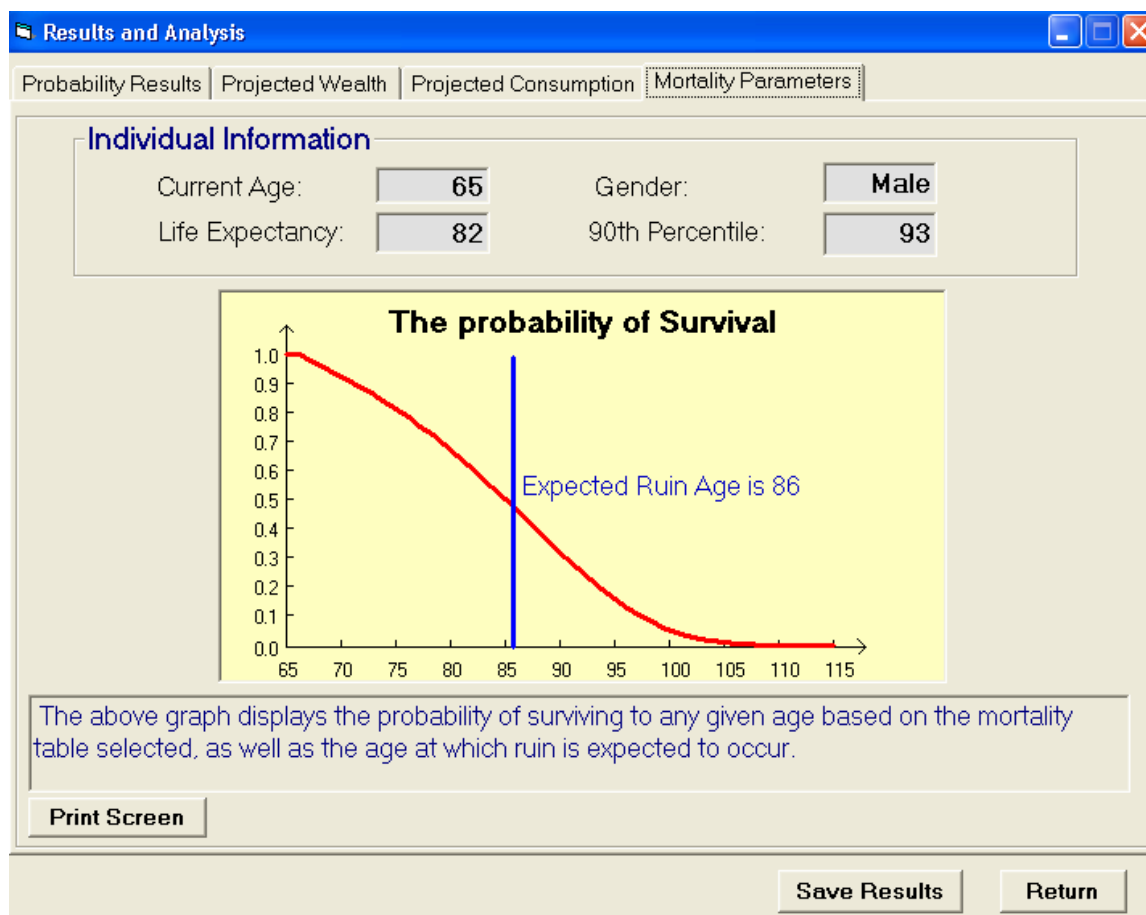 Results and Analysis
Probability Results Projected Wealth Projected Consumption Mortality Parameters
Individual Information
Current Age: 65 Gender: Male
Life Expectancy: 82 90th Percentile: 93
The probability of Survival
1.0
0.9
0.8
0.7
0.6
Expected Ruin Age is 86
0.5
0.4
0.3
0.2
0.1
0.0
65 70 75 80 85 90 95 100 105 110 115
The above graph displays the probability of surviving to any given age based on the mortality
table selected, as well as the age at which ruin is expected to occur.
Print Screen
Save Results Return